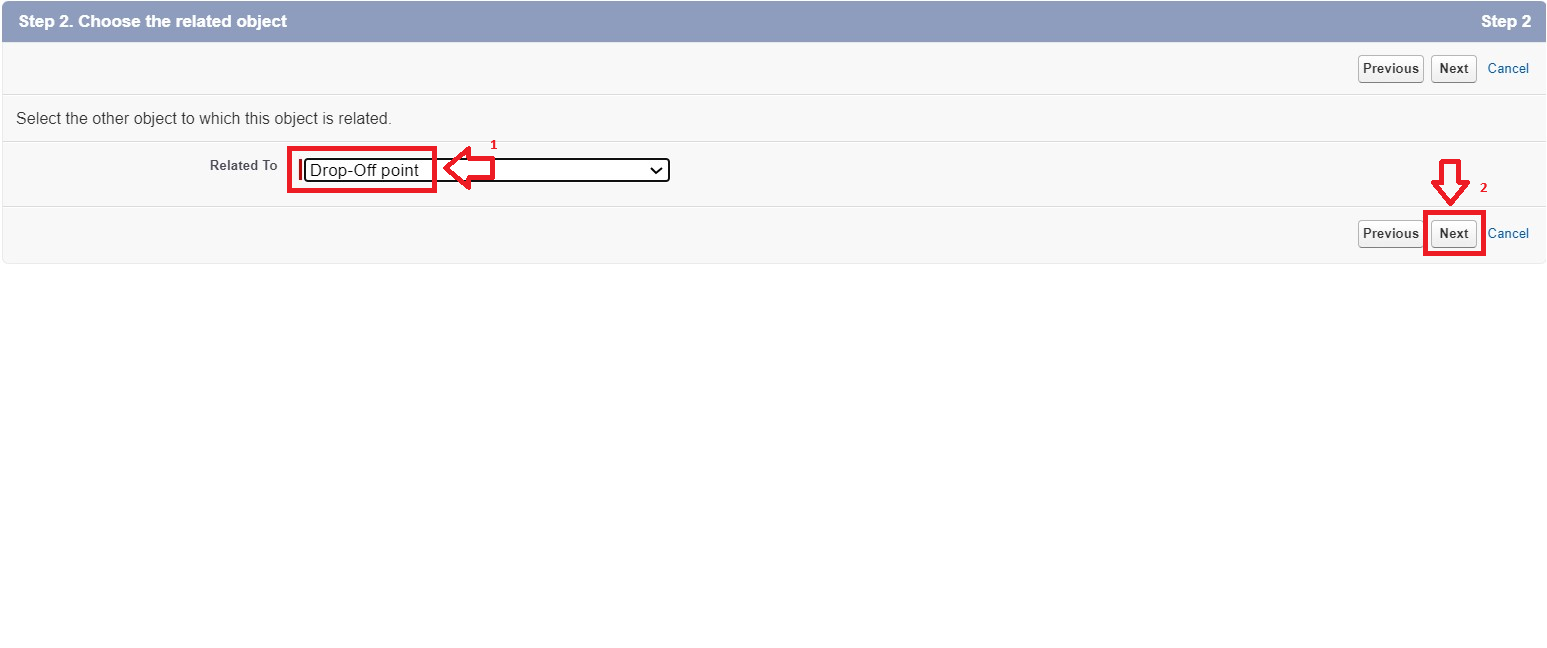 Step 2. Choose the related object
Step 2
Previous Next Cancel
Select the other object to which this object is related.
Related To Drop-Off point
1
2
Previous Next Cancel